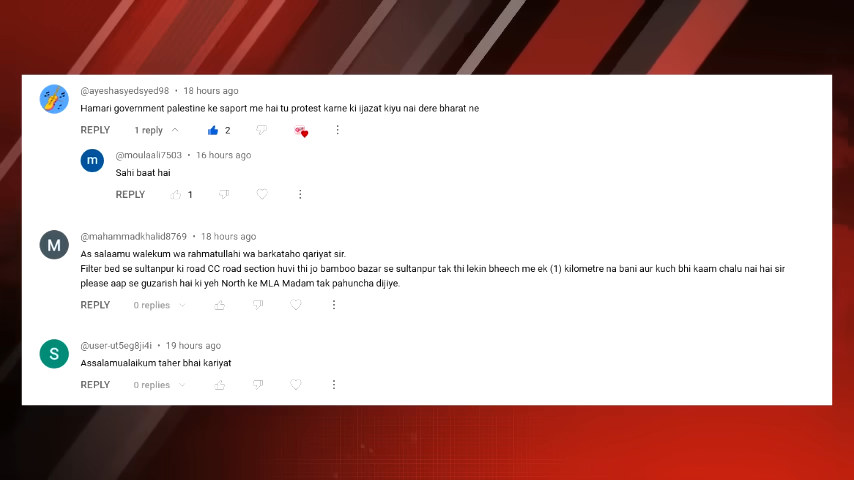 @ayeshasyedsyed98 • 18 hours ago
Hamari government palestine ke saport me hai tu protest karne ki ijazat kiyu nai dere bharat ne
REPLY 1 reply 2
m @moulaali7503 • 16 hours ago
Sahi baat hai
REPLY 1
M @mahammadkhalid8769 • 18 hours ago
As salaamu walekum wa rahmatullahi wa barkataho qariyat sir.
Filter bed se sultanpur ki road CC road section huvi thi jo bamboo bazar se sultanpur tak thi lekin bheech me ek (1) kilometre na bani aur kuch bhi kaam chalu nai hai sir
please aap se guzarish hai ki yeh North ke MLA Madam tak pahuncha dijiye.
REPLY 0 replies
S @user-ut5eg8ji4i • 19 hours ago
Assalamualaikum taher bhai kariyat
REPLY 0 replies